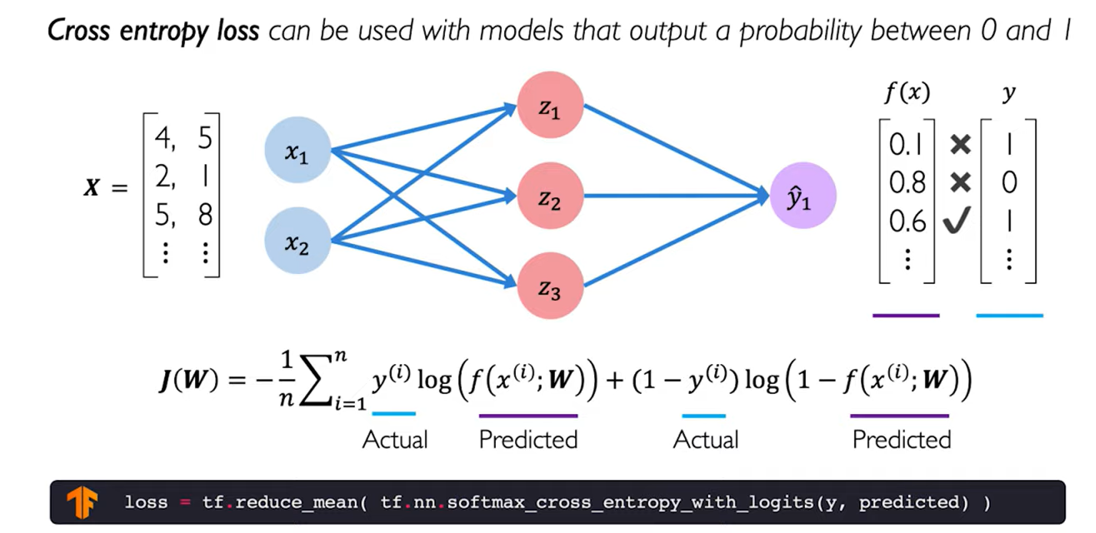 Cross entropy loss can be used with models that output a probability between 0 and 1
f(x) y
X = [4, 5
2, 1
5, 8
⋮ ⋮]
x₁
x₂
z₁
z₂
z₃
ŷ₁
0.1 ✗ 1
0.8 ✗ 0
0.6 ✓ 1
⋮ ⋮
J(W) = −1/n ∑ⁿᵢ₌₁ y⁽ⁱ⁾ log(f(x⁽ⁱ⁾; W)) + (1 − y⁽ⁱ⁾) log(1 − f(x⁽ⁱ⁾; W))
Actual Predicted Actual Predicted
loss = tf.reduce_mean( tf.nn.softmax_cross_entropy_with_logits(y, predicted) )